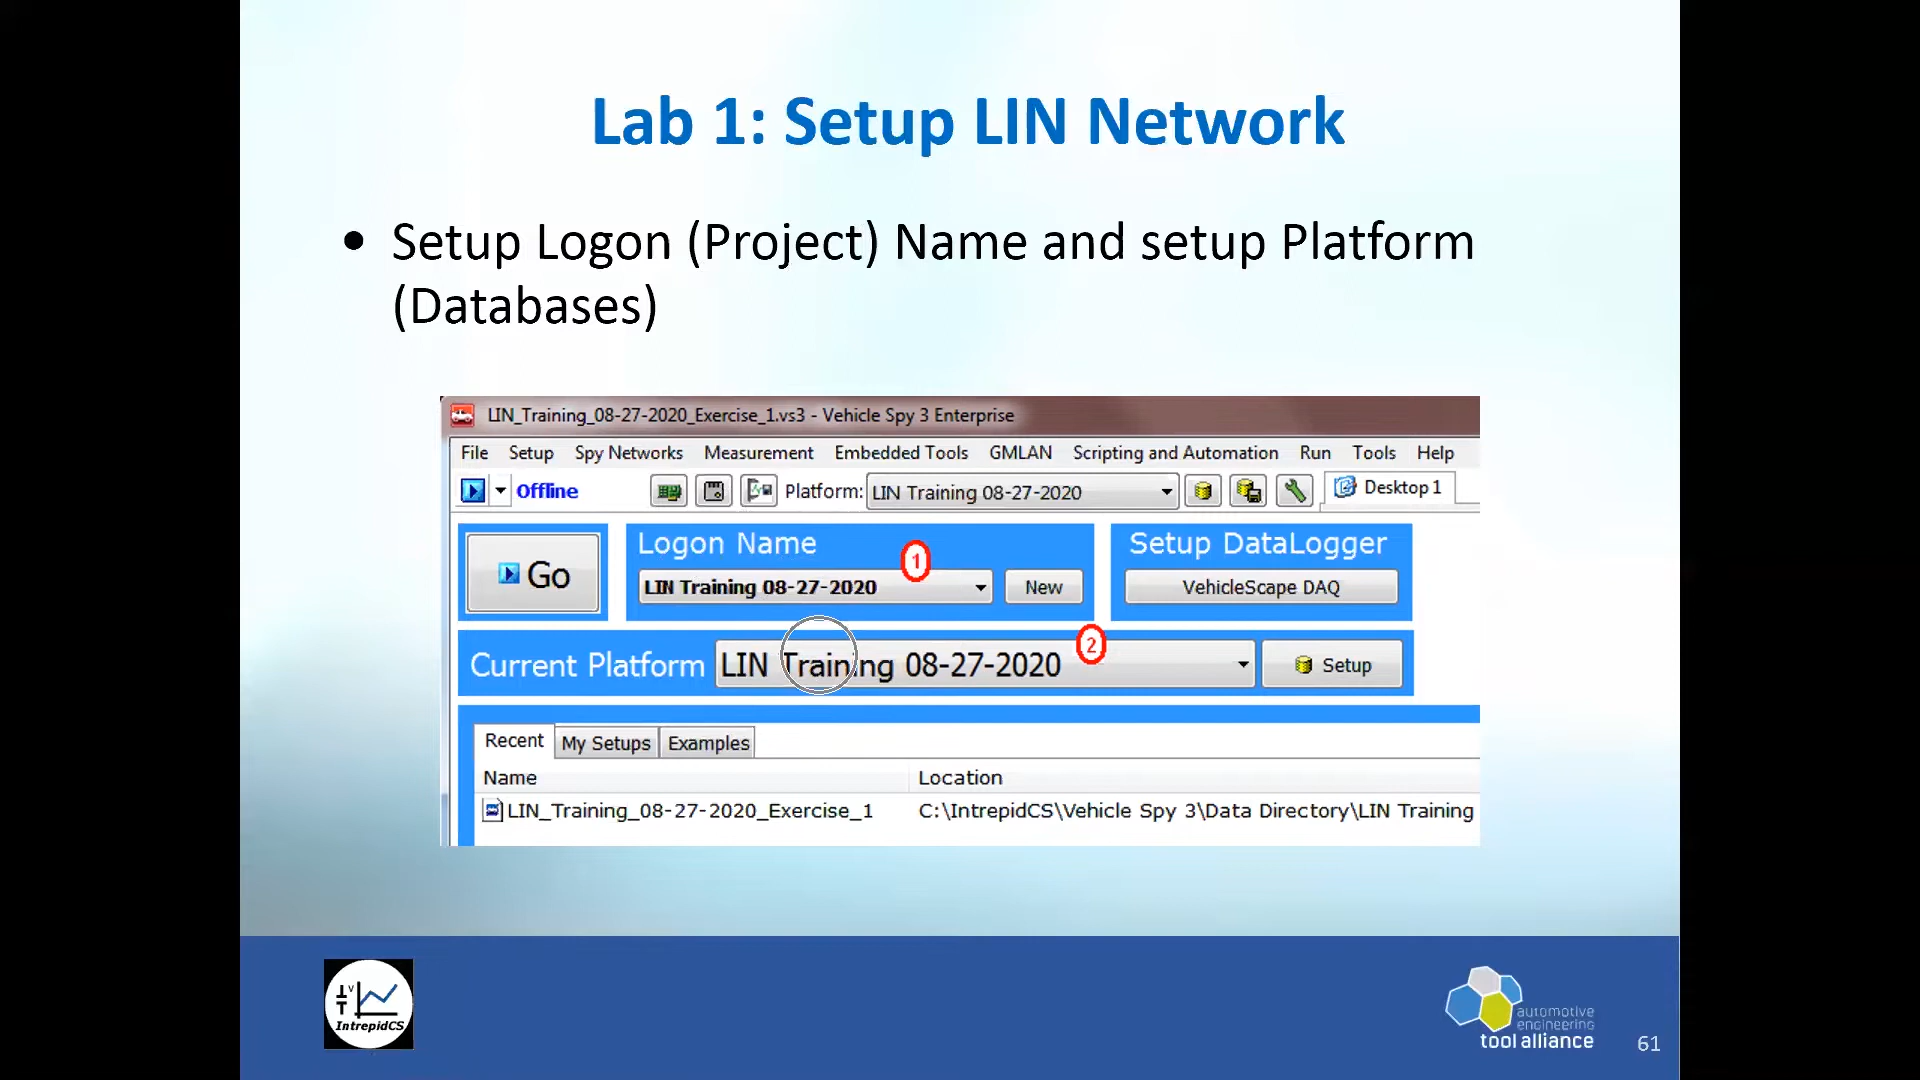 Lab 1: Setup LIN Network
• Setup Logon (Project) Name and setup Platform
(Databases)
LIN_Training_08-27-2020_Exercise_1.vs3 - Vehicle Spy 3 Enterprise
File Setup Spy Networks Measurement Embedded Tools GMLAN Scripting and Automation Run Tools Help
Offline Platform: LIN Training 08-27-2020 Desktop 1
Go
Logon Name
1
LIN Training 08-27-2020
New
Setup DataLogger
VehicleScape DAQ
Current Platform LIN Training 08-27-2020 2 Setup
Recent My Setups Examples
Name Location
LIN_Training_08-27-2020_Exercise_1 C:\IntrepidCS\Vehicle Spy 3\Data Directory\LIN Training
V
IntrepidCS
automotive
engineering
tool alliance
61